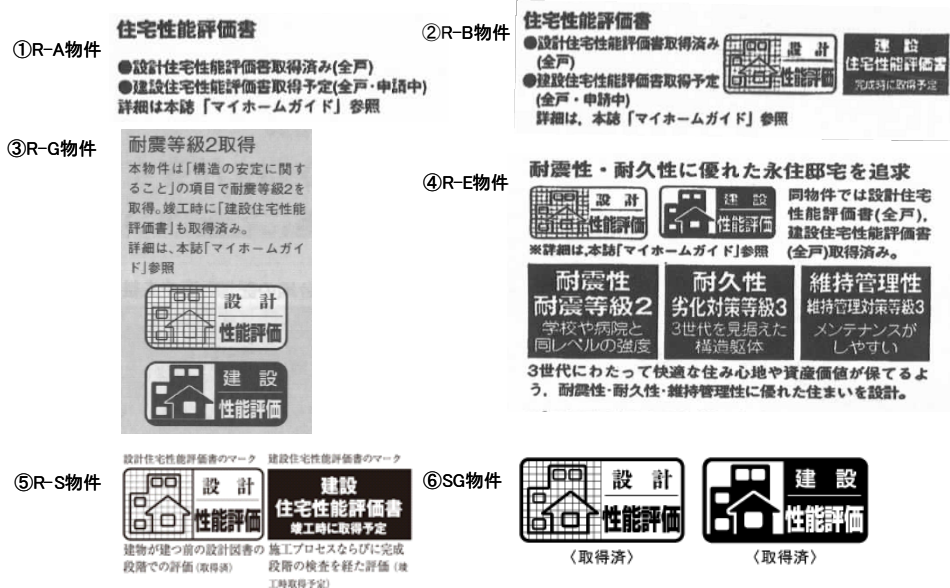 ①R-A物件
住宅性能評価書
●設計住宅性能評価書取得済み(全戸)
●建設住宅性能評価書取得予定(全戸・申請中)
詳細は本誌「マイホームガイド」参照
②R-B物件
住宅性能評価書
●設計住宅性能評価書取得済み
(全戸)
●建設住宅性能評価書取得予定
(全戸・申請中)
詳細は、本誌「マイホームガイド」参照
設計
性能評価
建設
住宅性能評価書
完成時に取得予定
③R-G物件
耐震等級2取得
本物件は「構造の安定に関す
ること」の項目で耐震等級2を
取得。竣工時に「建設住宅性能
評価書」も取得済み。
詳細は、本誌「マイホームガイ
ド」参照
設計
性能評価
建設
性能評価
④R-E物件
耐震性・耐久性に優れた永住邸宅を追求
設計
性能評価
建設
性能評価
※詳細は、本誌「マイホームガイド」参照
同物件では設計住宅
性能評価書(全戸)、
建設住宅性能評価書
(全戸)取得済み。
耐震性
耐震等級2
学校や病院と
同レベルの強度
耐久性
劣化対策等級3
3世代を見据えた
構造躯体
維持管理性
維持管理対策等級3
メンテナンスが
しやすい
3世代にわたって快適な住み心地や資産価値が保てるよ
う、耐震性・耐久性・維持管理性に優れた住まいを設計。
⑤R-S物件
設計住宅性能評価書のマーク
設計
性能評価
建物が建つ前の設計図書の
段階での評価(取得済)
建設住宅性能評価書のマーク
建設
住宅性能評価書
竣工時に取得予定
施工プロセスならびに完成
段階の検査を経た評価(竣
工時取得予定)
⑥SG物件
設計
性能評価
〈取得済〉
建設
性能評価
〈取得済〉